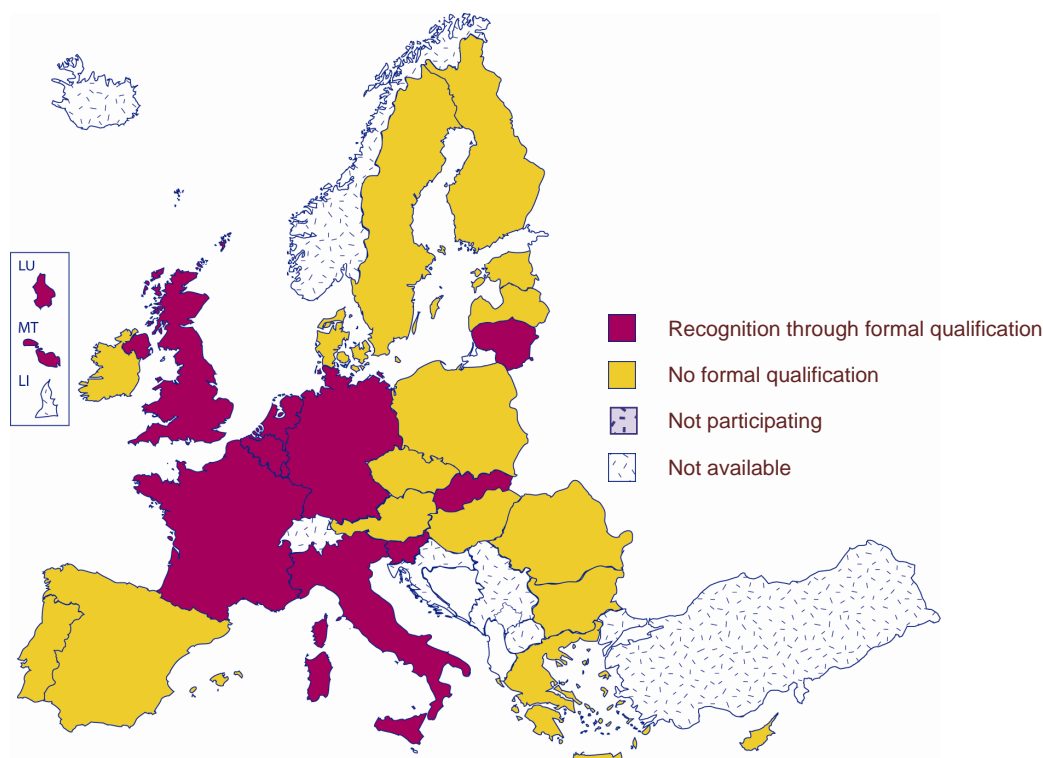 LU
MT
LI
Recognition through formal qualification
No formal qualification
Not participating
Not available